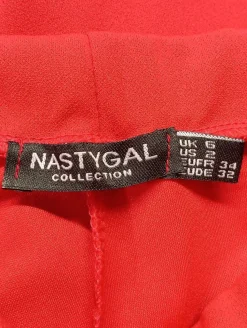 NASTYGAL
COLLECTION
UK 6
US 2
EUFR 34
EUDE 32